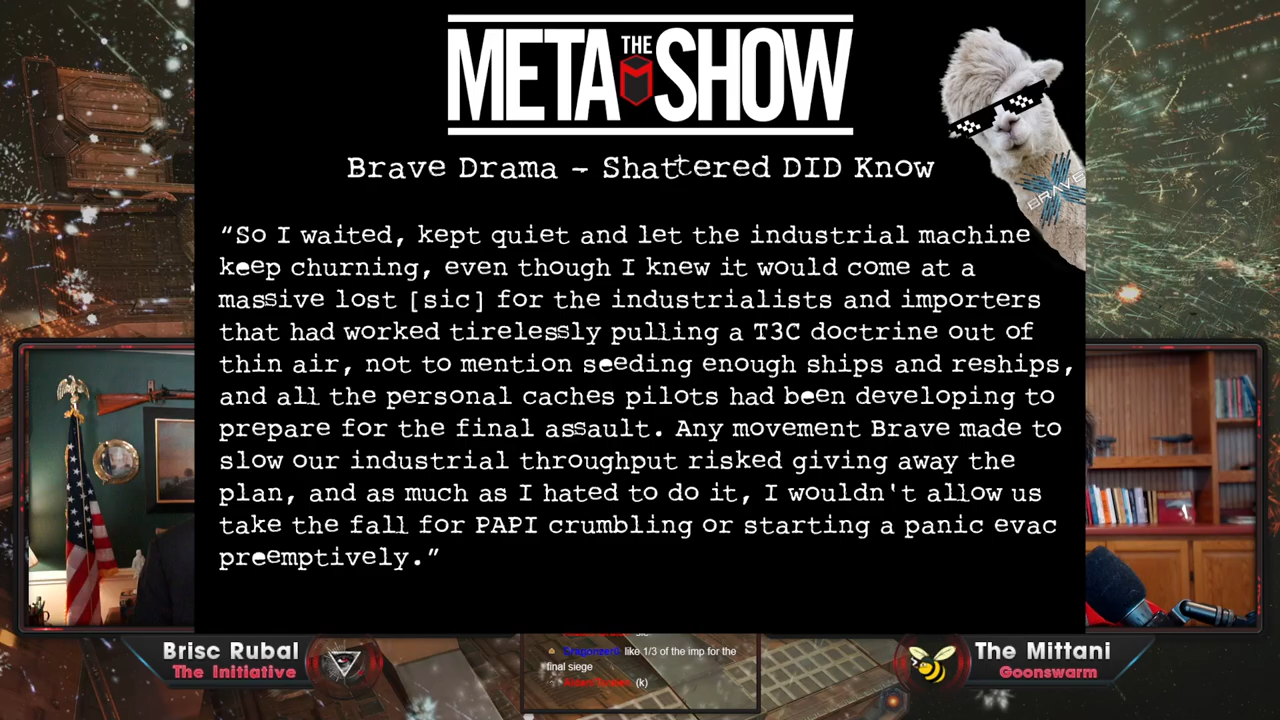 META THE SHOW
Brave Drama - Shattered DID Know
BRAVE
“So I waited, kept quiet and let the industrial machine
keep churning, even though I knew it would come at a
massive lost [sic] for the industrialists and importers
that had worked tirelessly pulling a T3C doctrine out of
thin air, not to mention seeding enough ships and reships,
and all the personal caches pilots had been developing to
prepare for the final assault. Any movement Brave made to
slow our industrial throughput risked giving away the
plan, and as much as I hated to do it, I wouldn't allow us
take the fall for PAPI crumbling or starting a panic evac
preemptively.”
Brisc Rubal
The Initiative
like 1/3 of the imp for the
final siege
(k)
The Mittani
Goonswarm